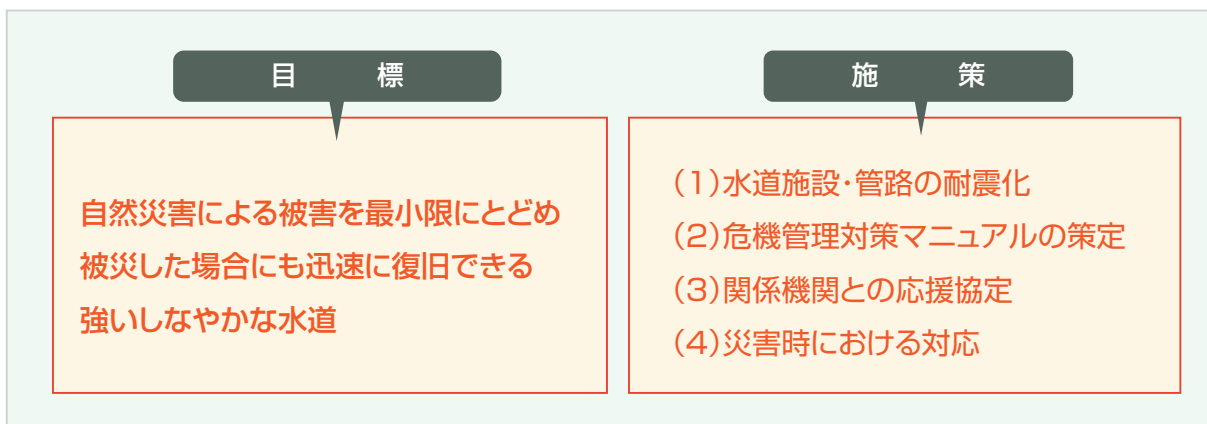 目　標
自然災害による被害を最小限にとどめ
被災した場合にも迅速に復旧できる
強いしなやかな水道
施　策
(1)水道施設・管路の耐震化
(2)危機管理対策マニュアルの策定
(3)関係機関との応援協定
(4)災害時における対応